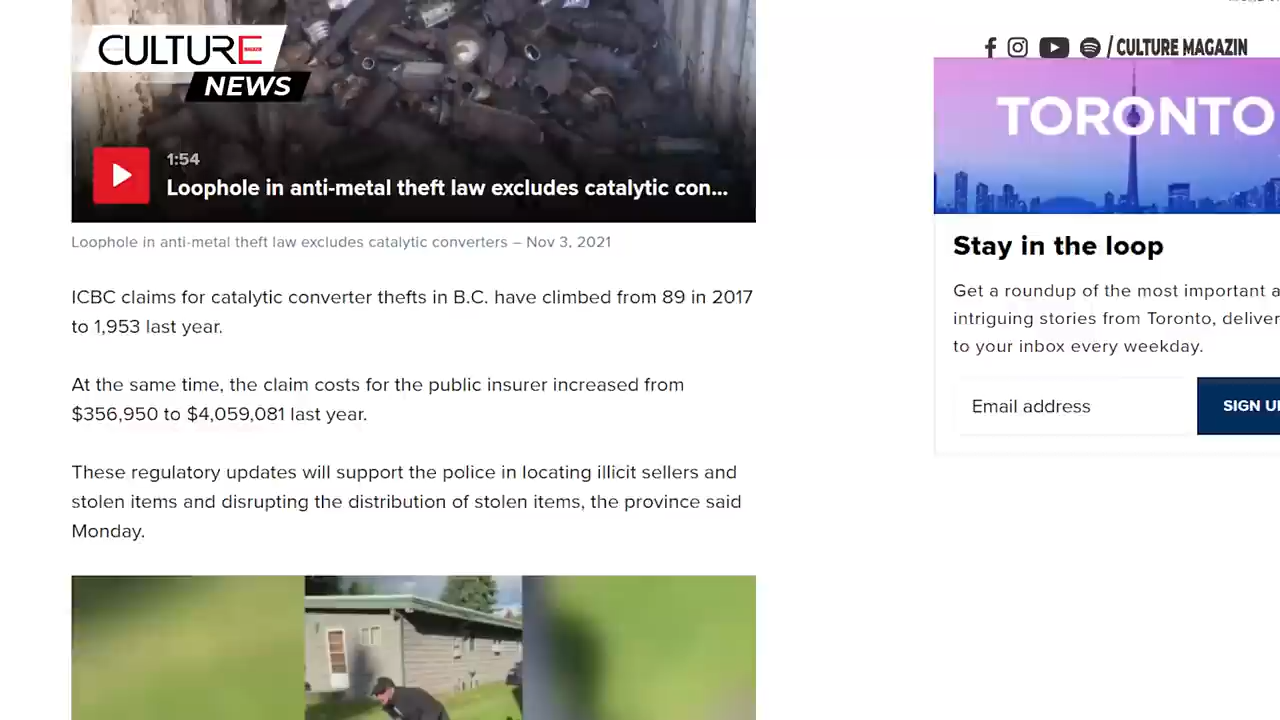 CULTURE
NEWS
/ CULTURE MAGAZIN
TORONTO
1:54
Loophole in anti-metal theft law excludes catalytic con...
Loophole in anti-metal theft law excludes catalytic converters – Nov 3, 2021
ICBC claims for catalytic converter thefts in B.C. have climbed from 89 in 2017
to 1,953 last year.
At the same time, the claim costs for the public insurer increased from
$356,950 to $4,059,081 last year.
These regulatory updates will support the police in locating illicit sellers and
stolen items and disrupting the distribution of stolen items, the province said
Monday.
Stay in the loop
Get a roundup of the most important a
intriguing stories from Toronto, deliver
to your inbox every weekday.
Email address
SIGN U